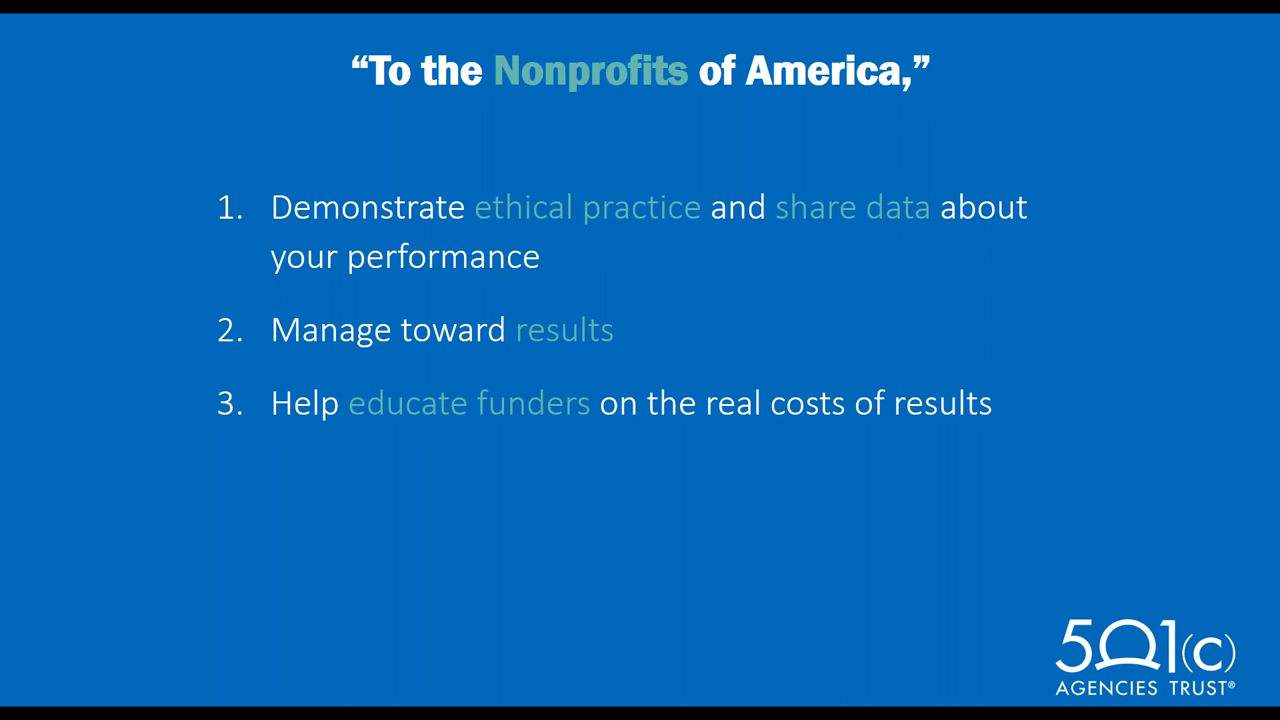 “To the Nonprofits of America,”
1. Demonstrate ethical practice and share data about
your performance
2. Manage toward results
3. Help educate funders on the real costs of results
501(c)
AGENCIES TRUST®